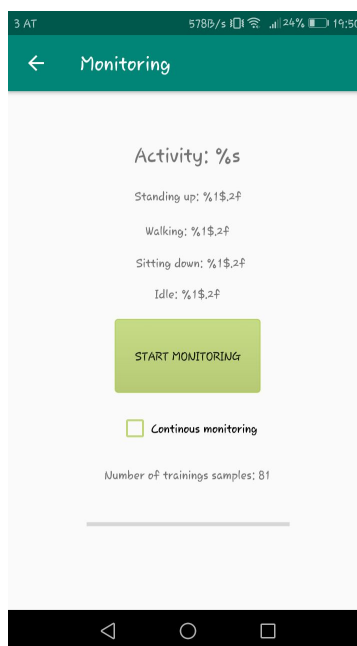 3 AT 578B/s 24% 19:50
Monitoring
Activity: %s
Standing up: %1$.2f
Walking: %1$.2f
Sitting down: %1$.2f
Idle: %1$.2f
START MONITORING
Continous monitoring
Number of trainings samples: 81